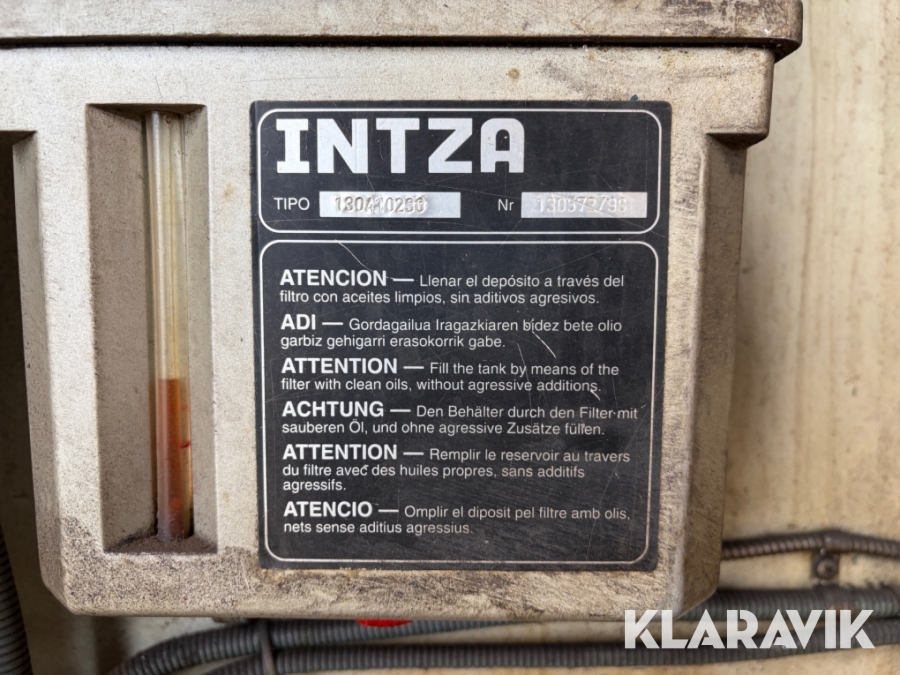 INTZA
TIPO 130A10296 Nr
ATENCION — Llenar el depósito a través del
filtro con aceites limpios, sin aditivos agresivos.
ADI — Gordagailua Iragazkiaren bidez bete olio
garbiz gehigarri erasokorrik gabe.
ATTENTION — Fill the tank by means of the
filter with clean oils, without agressive additions.
ACHTUNG — Den Behälter durch den Filter mit
sauberen Öl, und ohne agressive Zusätze füllen.
ATTENTION — Remplir le reservoir au travers
du filtre avec des huiles propres, sans additifs
agressifs.
ATENCIO — Omplir el diposit pel filtre amb olis,
nets sense aditius agressius.
KLARAVIK